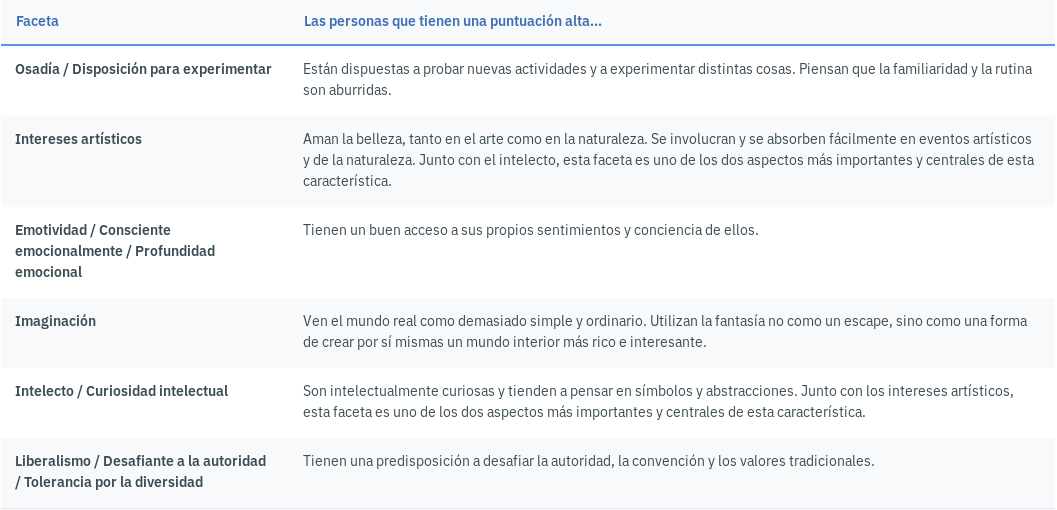 Faceta
Las personas que tienen una puntuación alta...
Osadía / Disposición para experimentar
Están dispuestas a probar nuevas actividades y a experimentar distintas cosas. Piensan que la familiaridad y la rutina
son aburridas.
Intereses artísticos
Aman la belleza, tanto en el arte como en la naturaleza. Se involucran y se absorben fácilmente en eventos artísticos
y de la naturaleza. Junto con el intelecto, esta faceta es uno de los dos aspectos más importantes y centrales de esta
característica.
Emotividad / Consciente
emocionalmente / Profundidad
emocional
Tienen un buen acceso a sus propios sentimientos y conciencia de ellos.
Imaginación
Ven el mundo real como demasiado simple y ordinario. Utilizan la fantasía no como un escape, sino como una forma
de crear por sí mismas un mundo interior más rico e interesante.
Intelecto / Curiosidad intelectual
Son intelectualmente curiosas y tienden a pensar en símbolos y abstracciones. Junto con los intereses artísticos,
esta faceta es uno de los dos aspectos más importantes y centrales de esta característica.
Liberalismo / Desafiante a la autoridad
/ Tolerancia por la diversidad
Tienen una predisposición a desafiar la autoridad, la convención y los valores tradicionales.